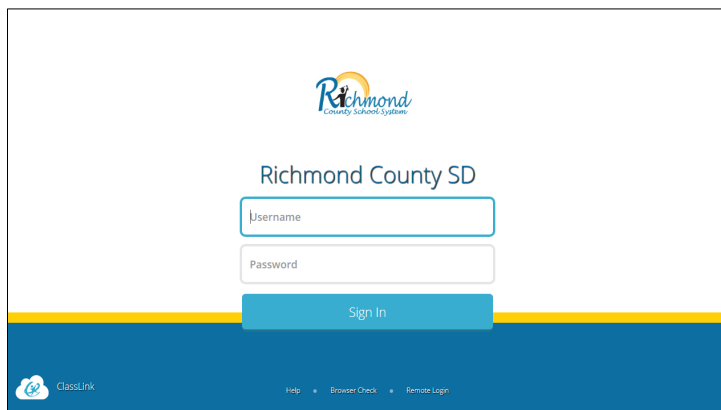 Richmond
County School System
Richmond County SD
Username
Password
Sign In
ClassLink
Help • Browser Check • Remote Login